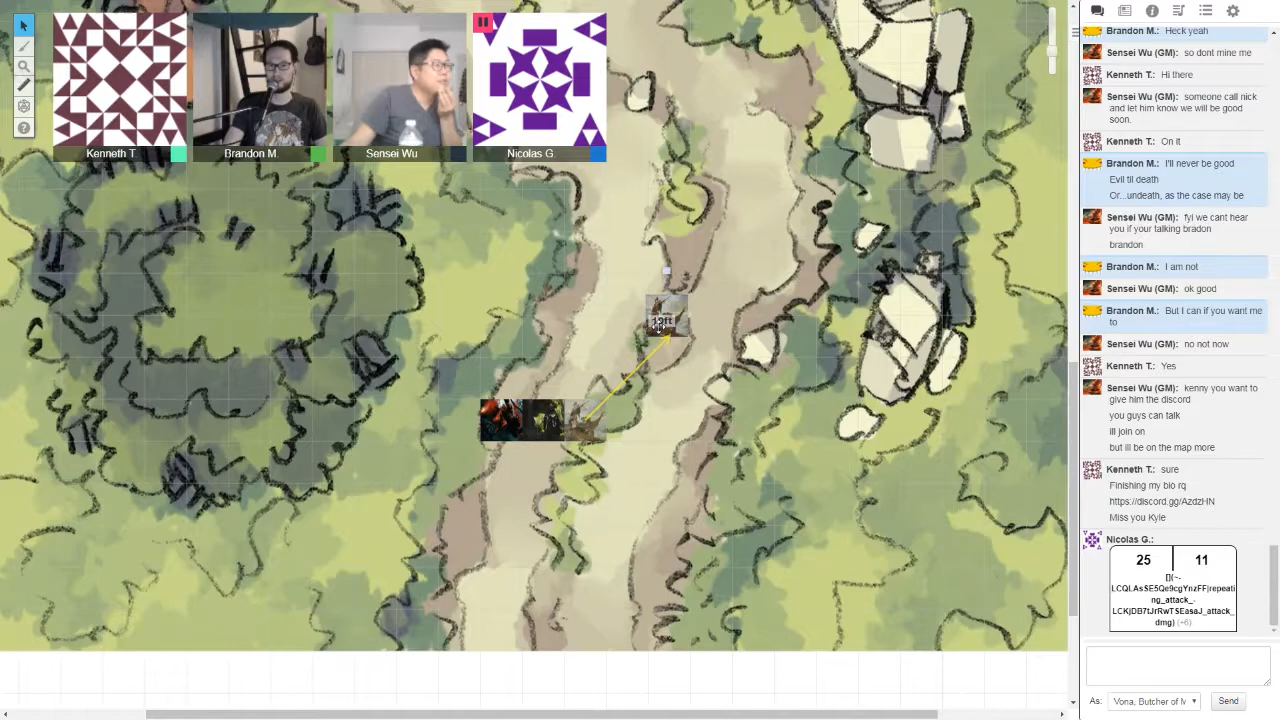 Kenneth T.
Brandon M.
Sensei Wu
Nicolas G.
Brandon M.: Heck yeah
Sensei Wu (GM): so dont mine me
Kenneth T.: Hi there
Sensei Wu (GM): someone call nick
and let him know we will be good
soon.
Kenneth T.: On it
Brandon M.: I'll never be good
Evil til death
Or...undeath, as the case may be
Sensei Wu (GM): fyi we cant hear
you if your talking bradon
brandon
Brandon M.: I am not
Sensei Wu (GM): ok good
Brandon M.: But I can if you want me
to
Sensei Wu (GM): no not now
Kenneth T.: Yes
Sensei Wu (GM): kenny you want to
give him the discord
you guys can talk
ill join on
but ill be on the map more
Kenneth T.: sure
Finishing my bio rq
https://discord.gg/AzdzHN
Miss you Kyle
Nicolas G.:
25 11
ng_attack_-
dmg) (+6)
As: Vona, Butcher of
Send